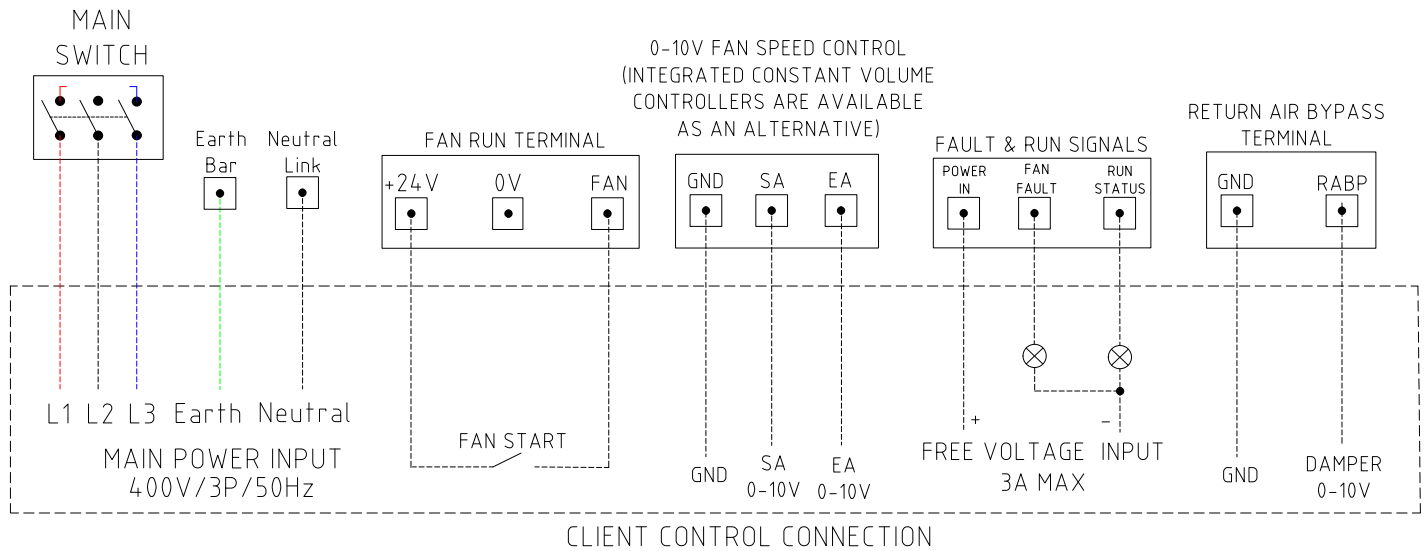 MAIN
SWITCH
Earth
Bar
Neutral
Link
FAN RUN TERMINAL
+24V
0V
FAN
0-10V FAN SPEED CONTROL
(INTEGRATED CONSTANT VOLUME
CONTROLLERS ARE AVAILABLE
AS AN ALTERNATIVE)
GND
SA
EA
FAULT & RUN SIGNALS
POWER
IN
FAN
FAULT
RUN
STATUS
RETURN AIR BYPASS
TERMINAL
GND
RABP
L1 L2 L3 Earth Neutral
MAIN POWER INPUT
400V/3P/50Hz
FAN START
GND
SA
0-10V
EA
0-10V
+
-
FREE VOLTAGE INPUT
3A MAX
GND
DAMPER
0-10V
CLIENT CONTROL CONNECTION